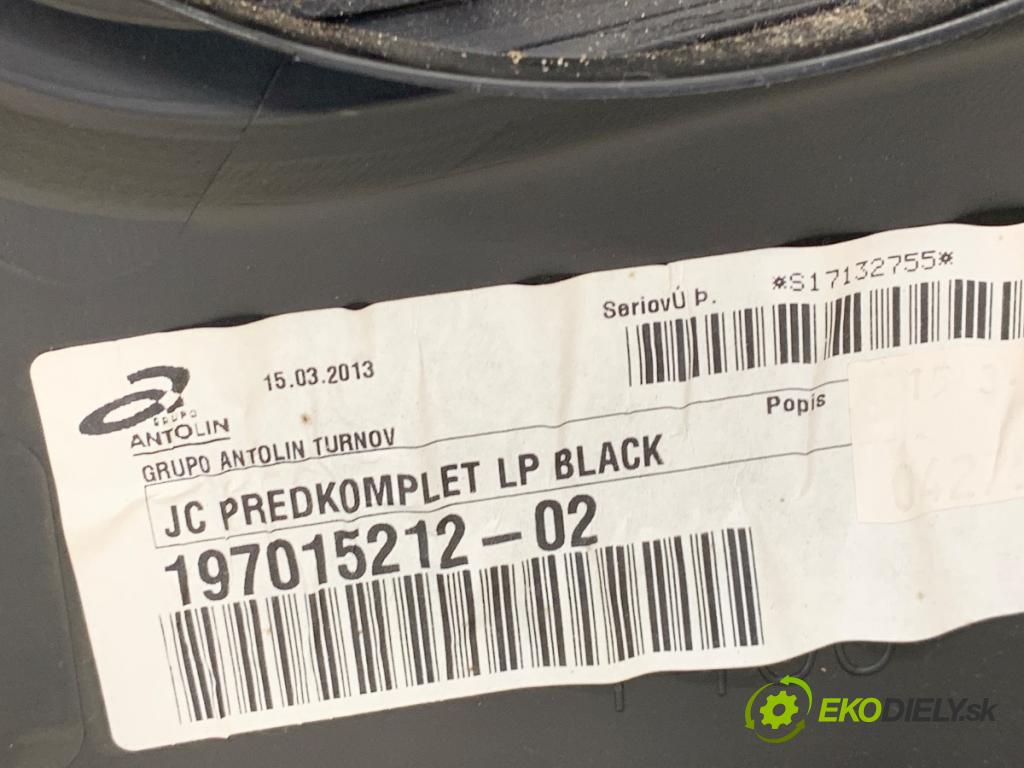 SeriovÚ Þ.
*S17132755*
15.03.2013
GRUPO
ANTOLIN
GRUPO ANTOLIN TURNOV
Popis
JC PREDKOMPLET LP BLACK
197015212-02
EKODIELY.sk